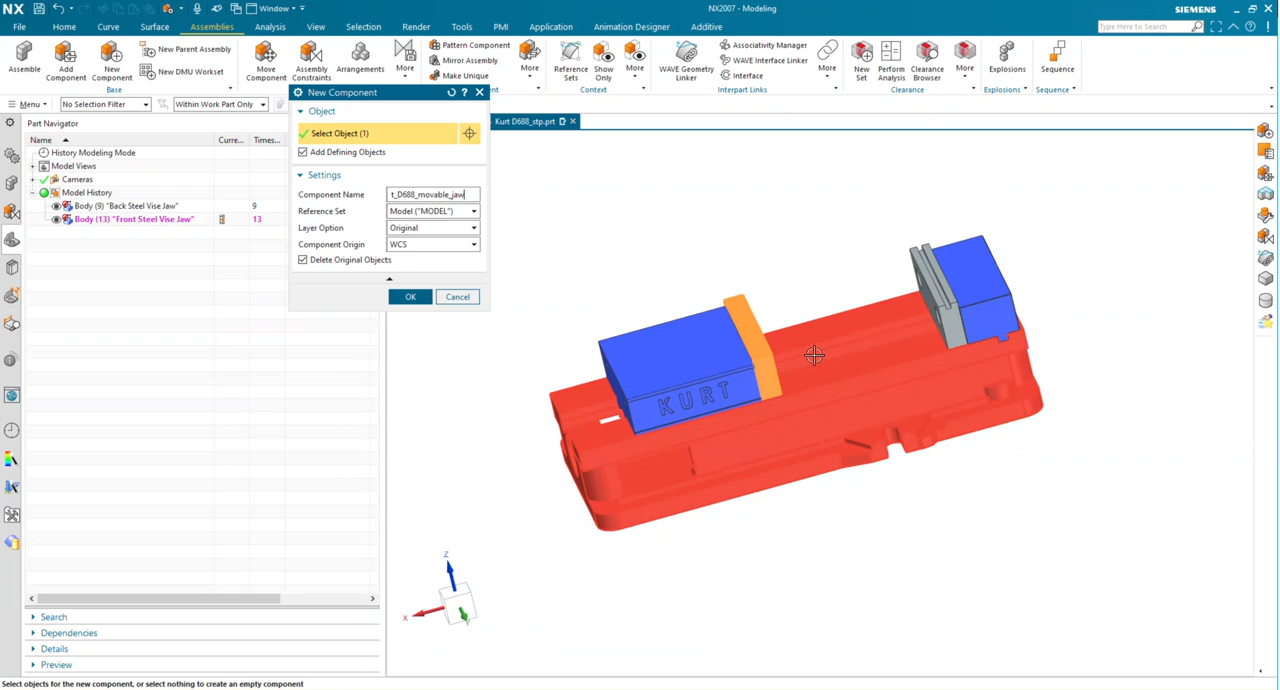 NX
Window
NX2007 - Modeling
SIEMENS
File
Home
Curve
Surface
Assemblies
Analysis
View
Selection
Render
Tools
PMI
Application
Animation Designer
Additive
Type Here to Search
Assemble
Add Component
New Component
New Parent Assembly
New DMU Workset
Base
Move Component
Assembly Constraints
Arrangements
More
Pattern Component
Mirror Assembly
Make Unique
More
Reference Sets
Show Only
More
Context
WAVE Geometry Linker
Associativity Manager
WAVE Interface Linker
Interface
More
Interpart Links
New Set
Perform Analysis
Clearance Browser
More
Clearance
Explosions
Explosions
Sequence
Sequence
Menu
No Selection Filter
Within Work Part Only
New Component
Object
Select Object (1)
Add Defining Objects
Settings
Component Name
t_D688_movable_jaw
Reference Set
Model ("MODEL")
Layer Option
Original
Component Origin
WCS
Delete Original Objects
OK
Cancel
Kurt D688_stp.prt
Part Navigator
Name
Curre...
Times...
History Modeling Mode
Model Views
Cameras
Model History
Body (9) "Back Steel Vise Jaw"
9
Body (13) "Front Steel Vise Jaw"
13
KURT
Z
X
Y
Search
Dependencies
Details
Preview
Select objects for the new component, or select nothing to create an empty component